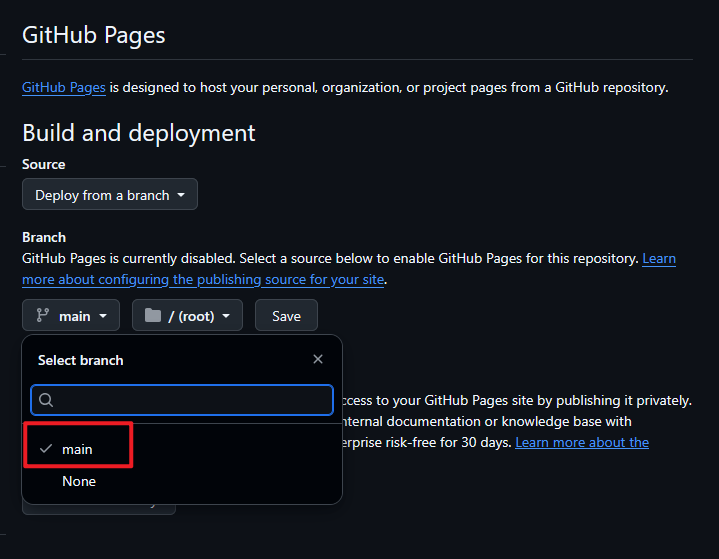 GitHub Pages
GitHub Pages is designed to host your personal, organization, or project pages from a GitHub repository.
Build and deployment
Source
Deploy from a branch
Branch
GitHub Pages is currently disabled. Select a source below to enable GitHub Pages for this repository. Learn
more about configuring the publishing source for your site.
main / (root) Save
Select branch
ccess to your GitHub Pages site by publishing it privately.
nternal documentation or knowledge base with
main
erprise risk-free for 30 days. Learn more about the
None